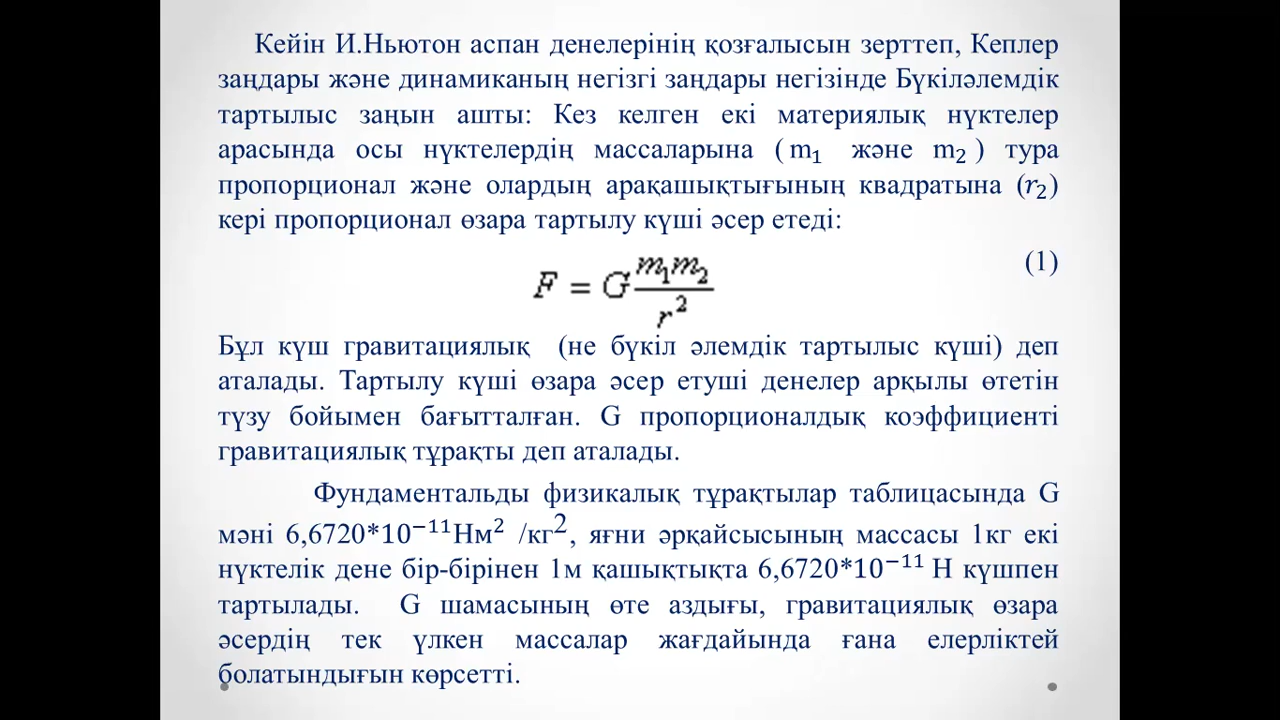 Кейін И.Ньютон аспан денелерінің қозғалысын зерттеп, Кеплер
заңдары және динамиканың негізгі заңдары негізінде Бүкіләлемдік
тартылыс заңын ашты: Кез келген екі материялық нүктелер
арасында осы нүктелердің массаларына ( m₁ және m₂ ) тура
пропорционал және олардың арақашықтығының квадратына (r₂)
кері пропорционал өзара тартылу күші әсер етеді:
(1)
F = G m₁m₂ / r²
Бұл күш гравитациялық (не бүкіл әлемдік тартылыс күші) деп
аталады. Тартылу күші өзара әсер етуші денелер арқылы өтетін
түзу бойымен бағытталған. G пропорционалдық коэффициенті
гравитациялық тұрақты деп аталады.
Фундаментальды физикалық тұрақтылар таблицасында G
мәні 6,6720*10⁻¹¹Нм² /кг², яғни әрқайсысының массасы 1кг екі
нүктелік дене бір-бірінен 1м қашықтықта 6,6720*10⁻¹¹ Н күшпен
тартылады. G шамасының өте аздығы, гравитациялық өзара
әсердің тек үлкен массалар жағдайында ғана елерліктей
болатындығын көрсетті.